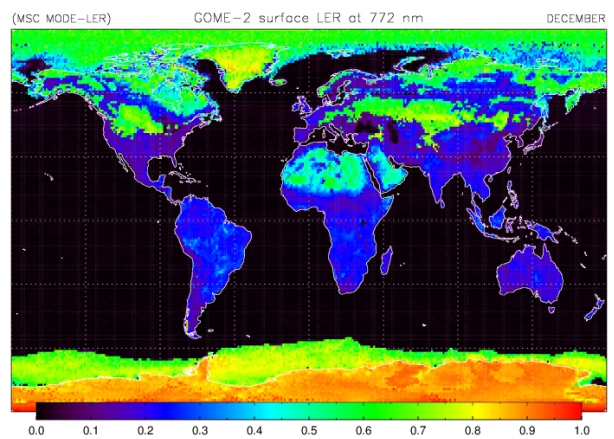 (MSC MODE-LER) GOME-2 surface LER at 772 nm DECEMBER
0.0 0.1 0.2 0.3 0.4 0.5 0.6 0.7 0.8 0.9 1.0